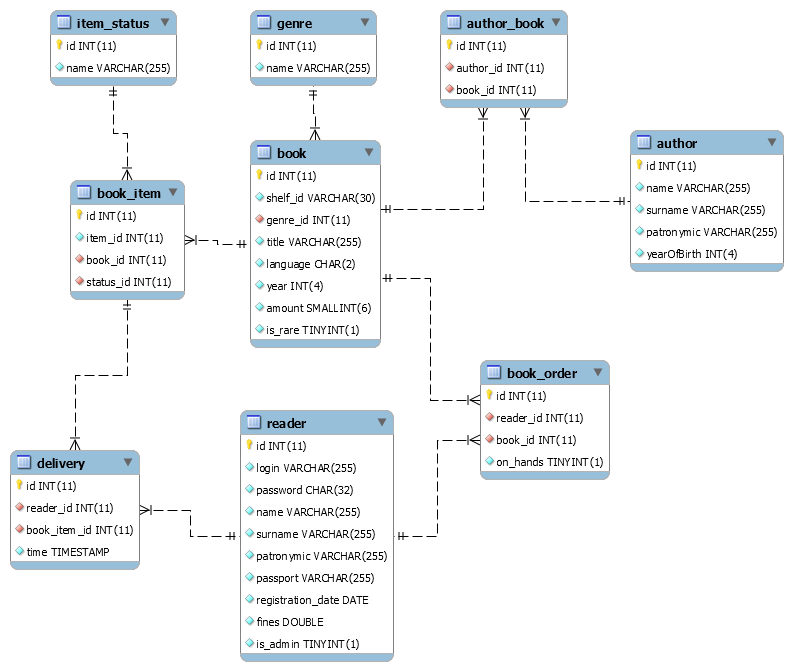 item_status
id INT(11)
name VARCHAR(255)
genre
id INT(11)
name VARCHAR(255)
author_book
id INT(11)
author_id INT(11)
book_id INT(11)
author
id INT(11)
name VARCHAR(255)
surname VARCHAR(255)
patronymic VARCHAR(255)
yearOfBirth INT(4)
book
id INT(11)
shelf_id VARCHAR(30)
genre_id INT(11)
title VARCHAR(255)
language CHAR(2)
year INT(4)
amount SMALLINT(6)
is_rare TINYINT(1)
book_item
id INT(11)
item_id INT(11)
book_id INT(11)
status_id INT(11)
book_order
id INT(11)
reader_id INT(11)
book_id INT(11)
on_hands TINYINT(1)
reader
id INT(11)
login VARCHAR(255)
password CHAR(32)
name VARCHAR(255)
surname VARCHAR(255)
patronymic VARCHAR(255)
passport VARCHAR(255)
registration_date DATE
fines DOUBLE
is_admin TINYINT(1)
delivery
id INT(11)
reader_id INT(11)
book_item_id INT(11)
time TIMESTAMP